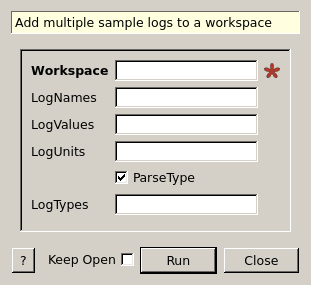 Add multiple sample logs to a workspace
Workspace *
LogNames
LogValues
LogUnits
ParseType
LogTypes
? Keep Open Run Close